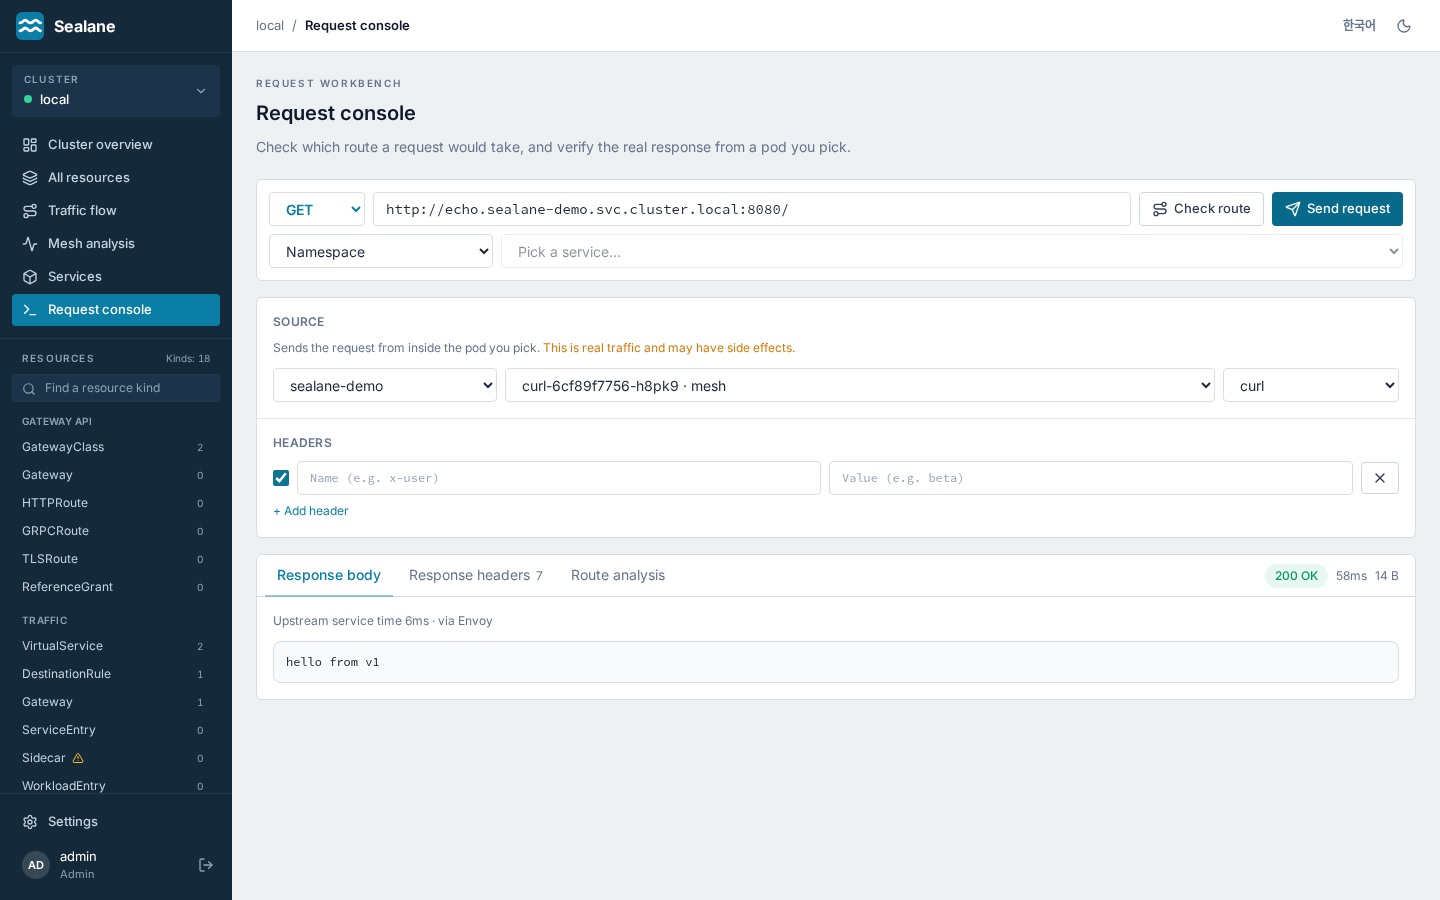 Sealane
local / Request console
한국어
CLUSTER
local
Cluster overview
All resources
Traffic flow
Mesh analysis
Services
Request console
RESOURCES Kinds: 18
Find a resource kind
GATEWAY API
GatewayClass 2
Gateway 0
HTTPRoute 0
GRPCRoute 0
TLSRoute 0
ReferenceGrant 0
TRAFFIC
VirtualService 2
DestinationRule 1
Gateway 1
ServiceEntry 0
Sidecar 0
WorkloadEntry 0
Settings
AD admin
Admin
REQUEST WORKBENCH
Request console
Check which route a request would take, and verify the real response from a pod you pick.
GET http://echo.sealane-demo.svc.cluster.local:8080/ Check route Send request
Namespace Pick a service...
SOURCE
Sends the request from inside the pod you pick. This is real traffic and may have side effects.
sealane-demo curl-6cf89f7756-h8pk9 · mesh curl
HEADERS
Name (e.g. x-user) Value (e.g. beta)
+ Add header
Response body Response headers 7 Route analysis 200 OK 58ms 14 B
Upstream service time 6ms · via Envoy
hello from v1